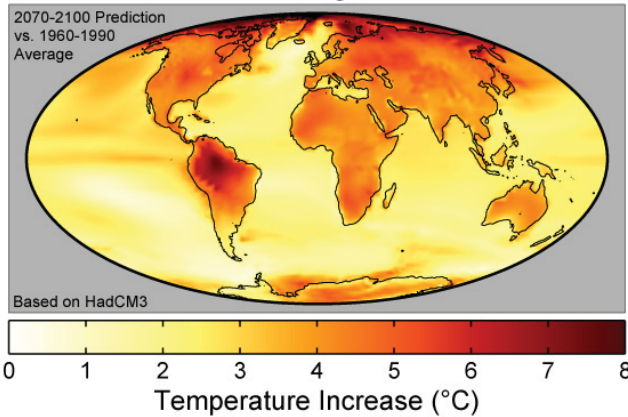 2070-2100 Prediction
vs. 1960-1990
Average
Based on HadCM3
0 1 2 3 4 5 6 7 8
Temperature Increase (°C)